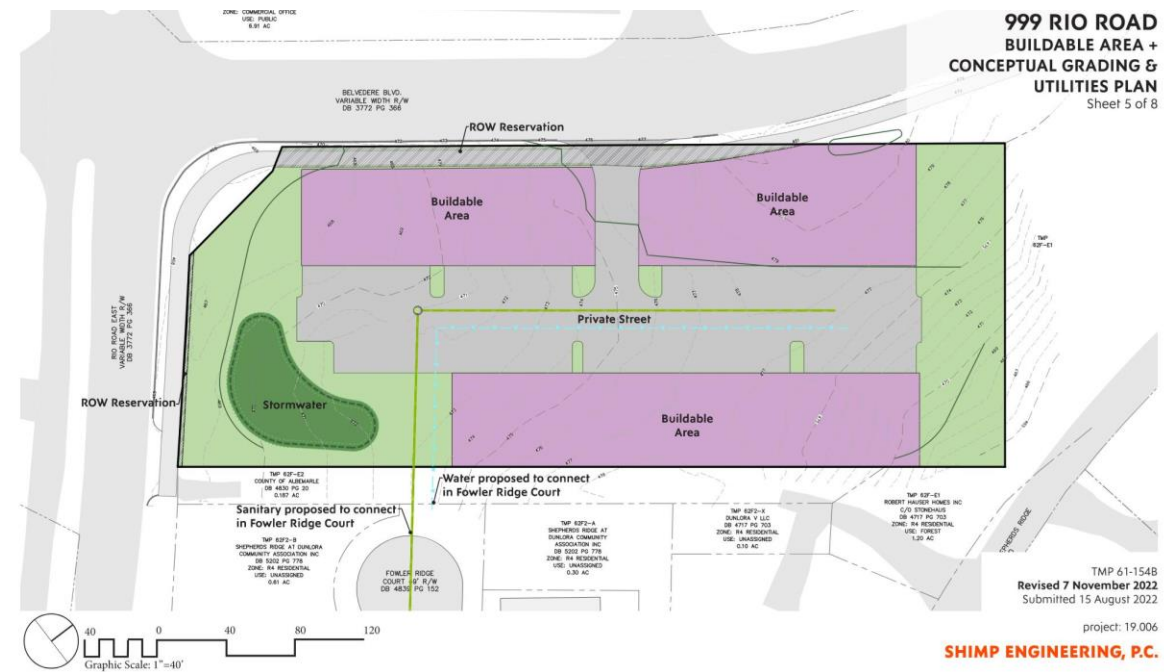 ZONE: COMMERCIAL OFFICE
USE: PUBLIC
6.91 AC
999 RIO ROAD
BUILDABLE AREA +
CONCEPTUAL GRADING &
UTILITIES PLAN
Sheet 5 of 8
BELVEDERE BLVD.
VARIABLE WIDTH R/W
DB 3772 PG 366
ROW Reservation
Buildable
Area
Buildable
Area
TMP
62F-E1
RIO ROAD EAST
VARIABLE WIDTH R/W
DB 3772 PG 366
Private Street
ROW Reservation
Stormwater
Buildable
Area
TMP 62F-E2
COUNTY OF ALBEMARLE
DB 4830 PG 20
0.187 AC
Water proposed to connect
in Fowler Ridge Court
Sanitary proposed to connect
in Fowler Ridge Court
TMP 62F2-B
SHEPHERDS RIDGE AT DUNLORA
COMMUNITY ASSOCIATION INC
DB 5202 PG 778
ZONE: R4 RESIDENTIAL
USE: UNASSIGNED
0.61 AC
FOWLER RIDGE
COURT
R/W
PG 152
TMP 62F2-A
SHEPHERDS RIDGE AT
DUNLORA COMMUNITY
ASSOCIATION INC
DB 5202 PG 778
ZONE: R4 RESIDENTIAL
USE: UNASSIGNED
0.30 AC
TMP 62F2-X
DUNLORA V LLC
DB 4717 PG 703
ZONE: R4 RESIDENTIAL
USE: UNASSIGNED
0.10 AC
TMP 62F-E1
ROBERT HAUSER HOMES INC
C/O STONEHAUS
DB 4717 PG 703
ZONE: R4 RESIDENTIAL
USE: FOREST
1.20 AC
RIDGE
TMP 61-154B
Revised 7 November 2022
Submitted 15 August 2022
project: 19.006
SHIMP ENGINEERING, P.C.
40 0 40 80 120
Graphic Scale: 1"=40'